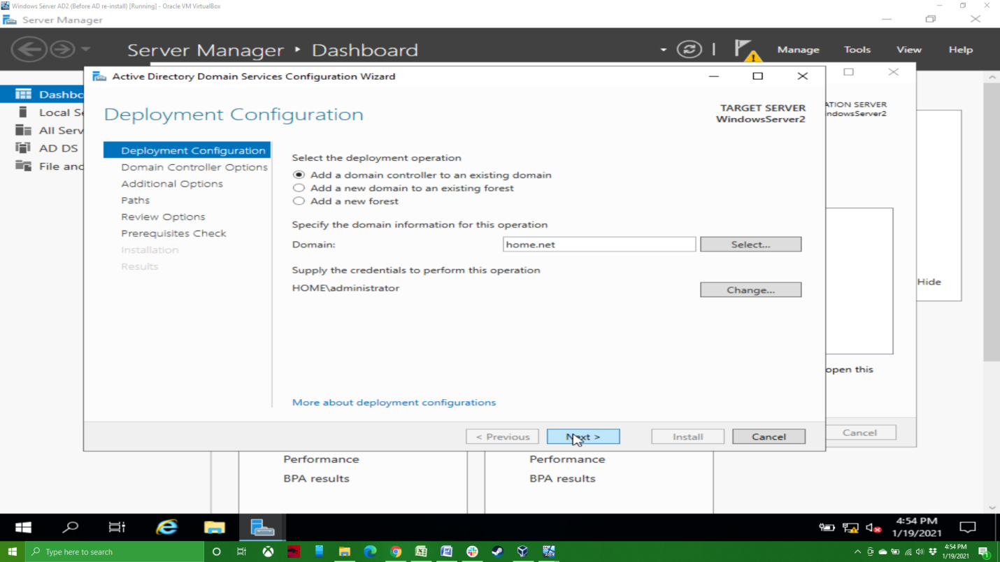 Windows Server AD2 (Before AD re-install) [Running] - Oracle VM VirtualBox
Server Manager
Server Manager ‣ Dashboard
Manage
Tools
View
Help
Active Directory Domain Services Configuration Wizard
Deployment Configuration
TARGET SERVER
WindowsServer2
ATION SERVER
ndowsServer2
Dashbo
Local Se
All Serv
AD DS
File and
Deployment Configuration
Domain Controller Options
Additional Options
Paths
Review Options
Prerequisites Check
Installation
Results
Select the deployment operation
Add a domain controller to an existing domain
Add a new domain to an existing forest
Add a new forest
Specify the domain information for this operation
Domain:
home.net
Select...
Supply the credentials to perform this operation
HOME\administrator
Change...
Hide
open this
More about deployment configurations
< Previous
Next >
Install
Cancel
Cancel
Performance
BPA results
Performance
BPA results
4:54 PM
1/19/2021
Type here to search
4:54 PM
1/19/2021